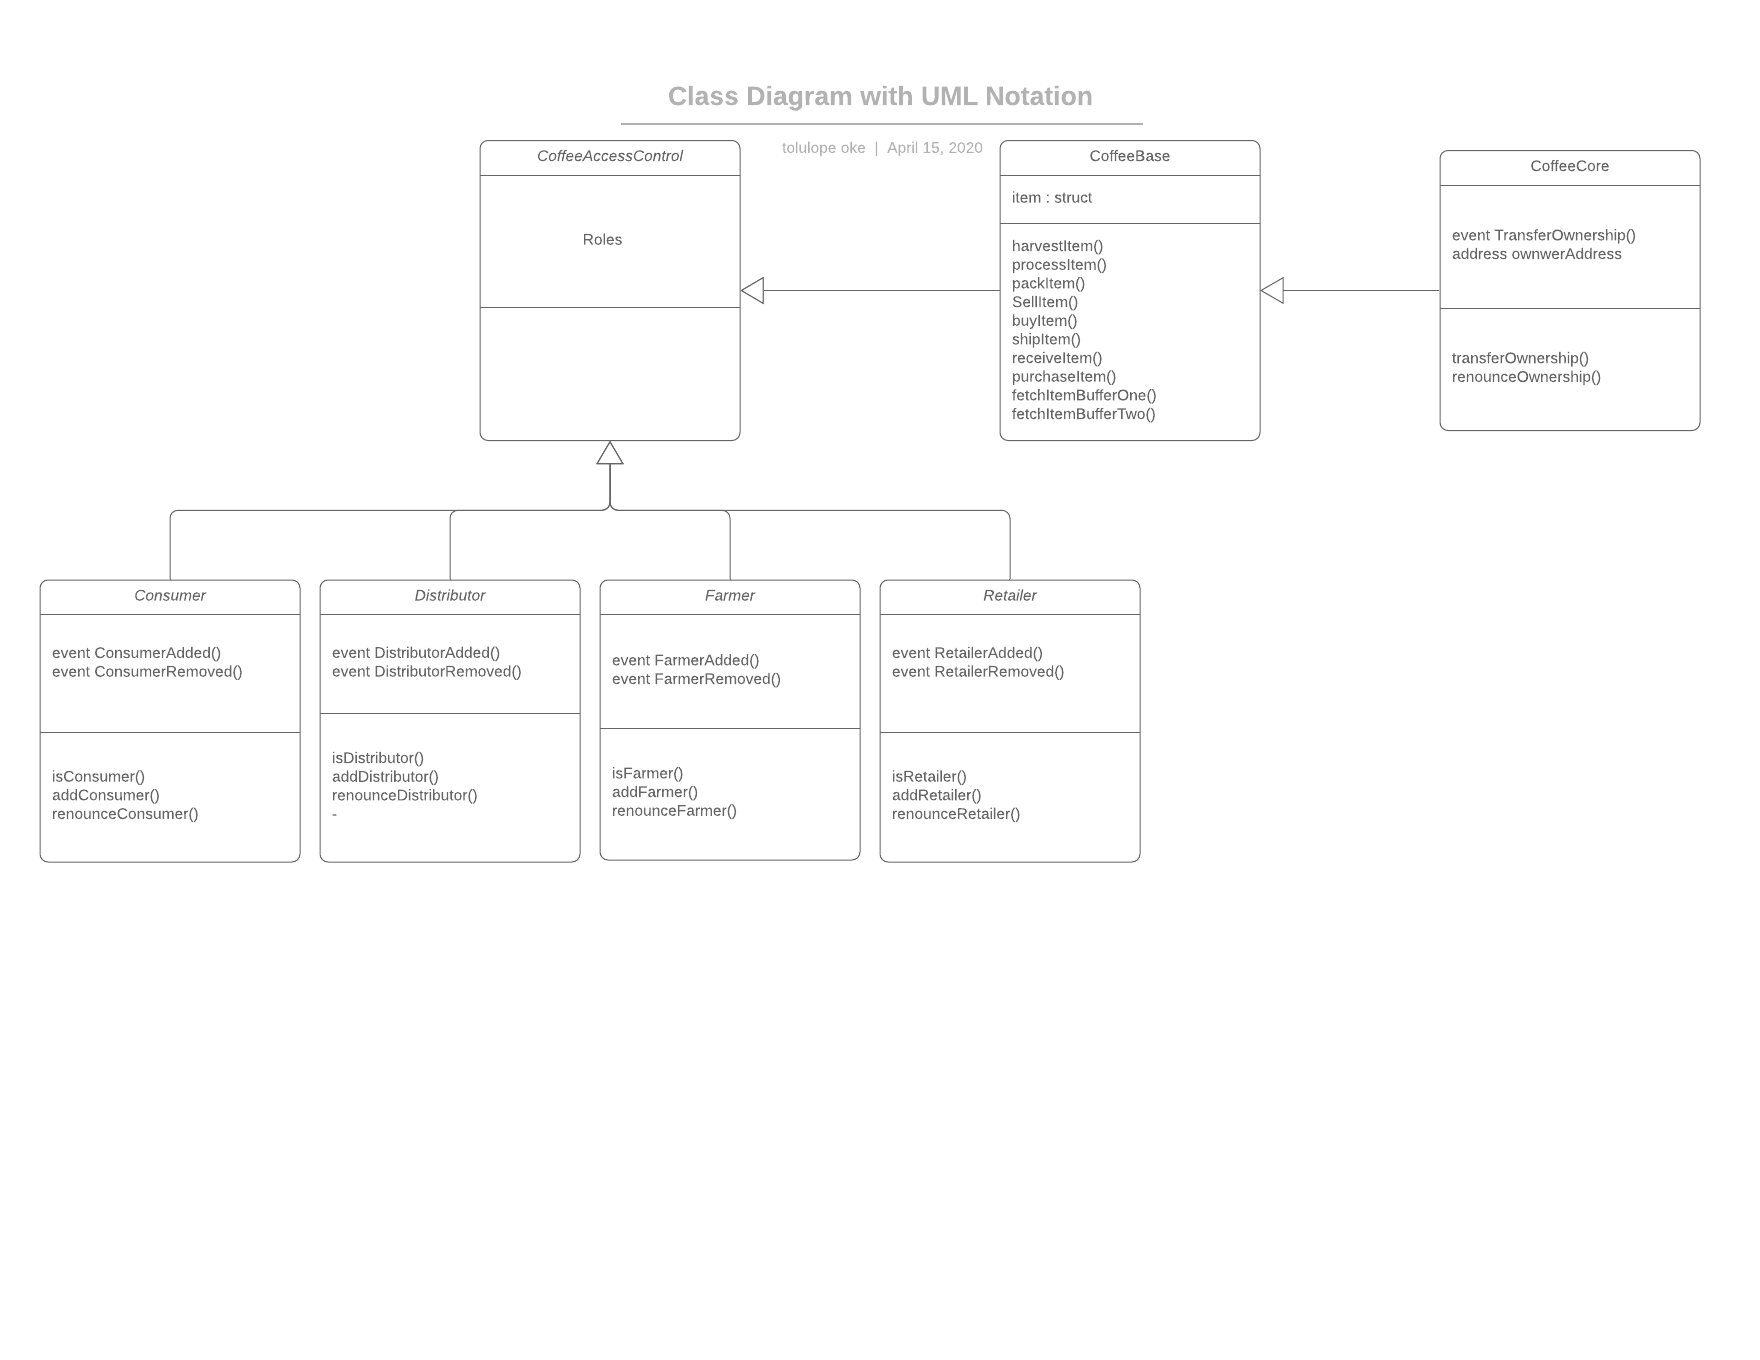 Class Diagram with UML Notation
tolulope oke | April 15, 2020
CoffeeAccessControl
Roles
CoffeeBase
item : struct
harvestItem()
processItem()
packItem()
SellItem()
buyItem()
shipItem()
receiveItem()
purchaseItem()
fetchItemBufferOne()
fetchItemBufferTwo()
CoffeeCore
event TransferOwnership()
address ownwerAddress
transferOwnership()
renounceOwnership()
Consumer
event ConsumerAdded()
event ConsumerRemoved()
isConsumer()
addConsumer()
renounceConsumer()
Distributor
event DistributorAdded()
event DistributorRemoved()
isDistributor()
addDistributor()
renounceDistributor()
-
Farmer
event FarmerAdded()
event FarmerRemoved()
isFarmer()
addFarmer()
renounceFarmer()
Retailer
event RetailerAdded()
event RetailerRemoved()
isRetailer()
addRetailer()
renounceRetailer()